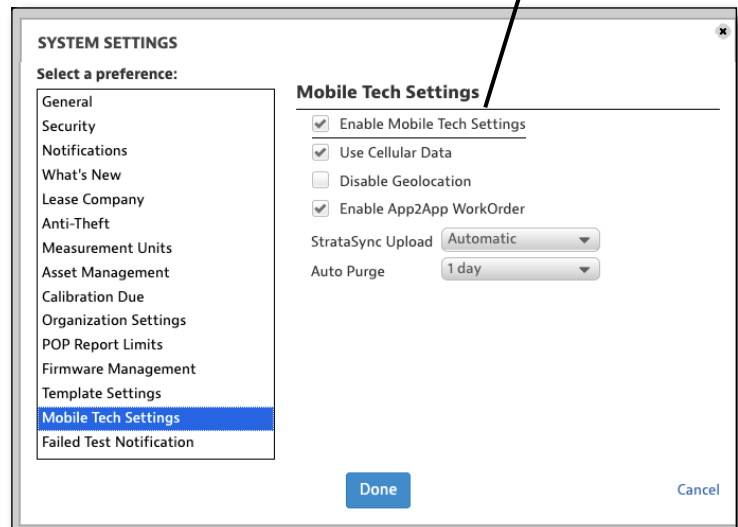 SYSTEM SETTINGS
Select a preference:
General
Security
Notifications
What's New
Lease Company
Anti-Theft
Measurement Units
Asset Management
Calibration Due
Organization Settings
POP Report Limits
Firmware Management
Template Settings
Mobile Tech Settings
Failed Test Notification
Mobile Tech Settings
Enable Mobile Tech Settings
Use Cellular Data
Disable Geolocation
Enable App2App WorkOrder
StrataSync Upload Automatic
Auto Purge 1 day
Done
Cancel